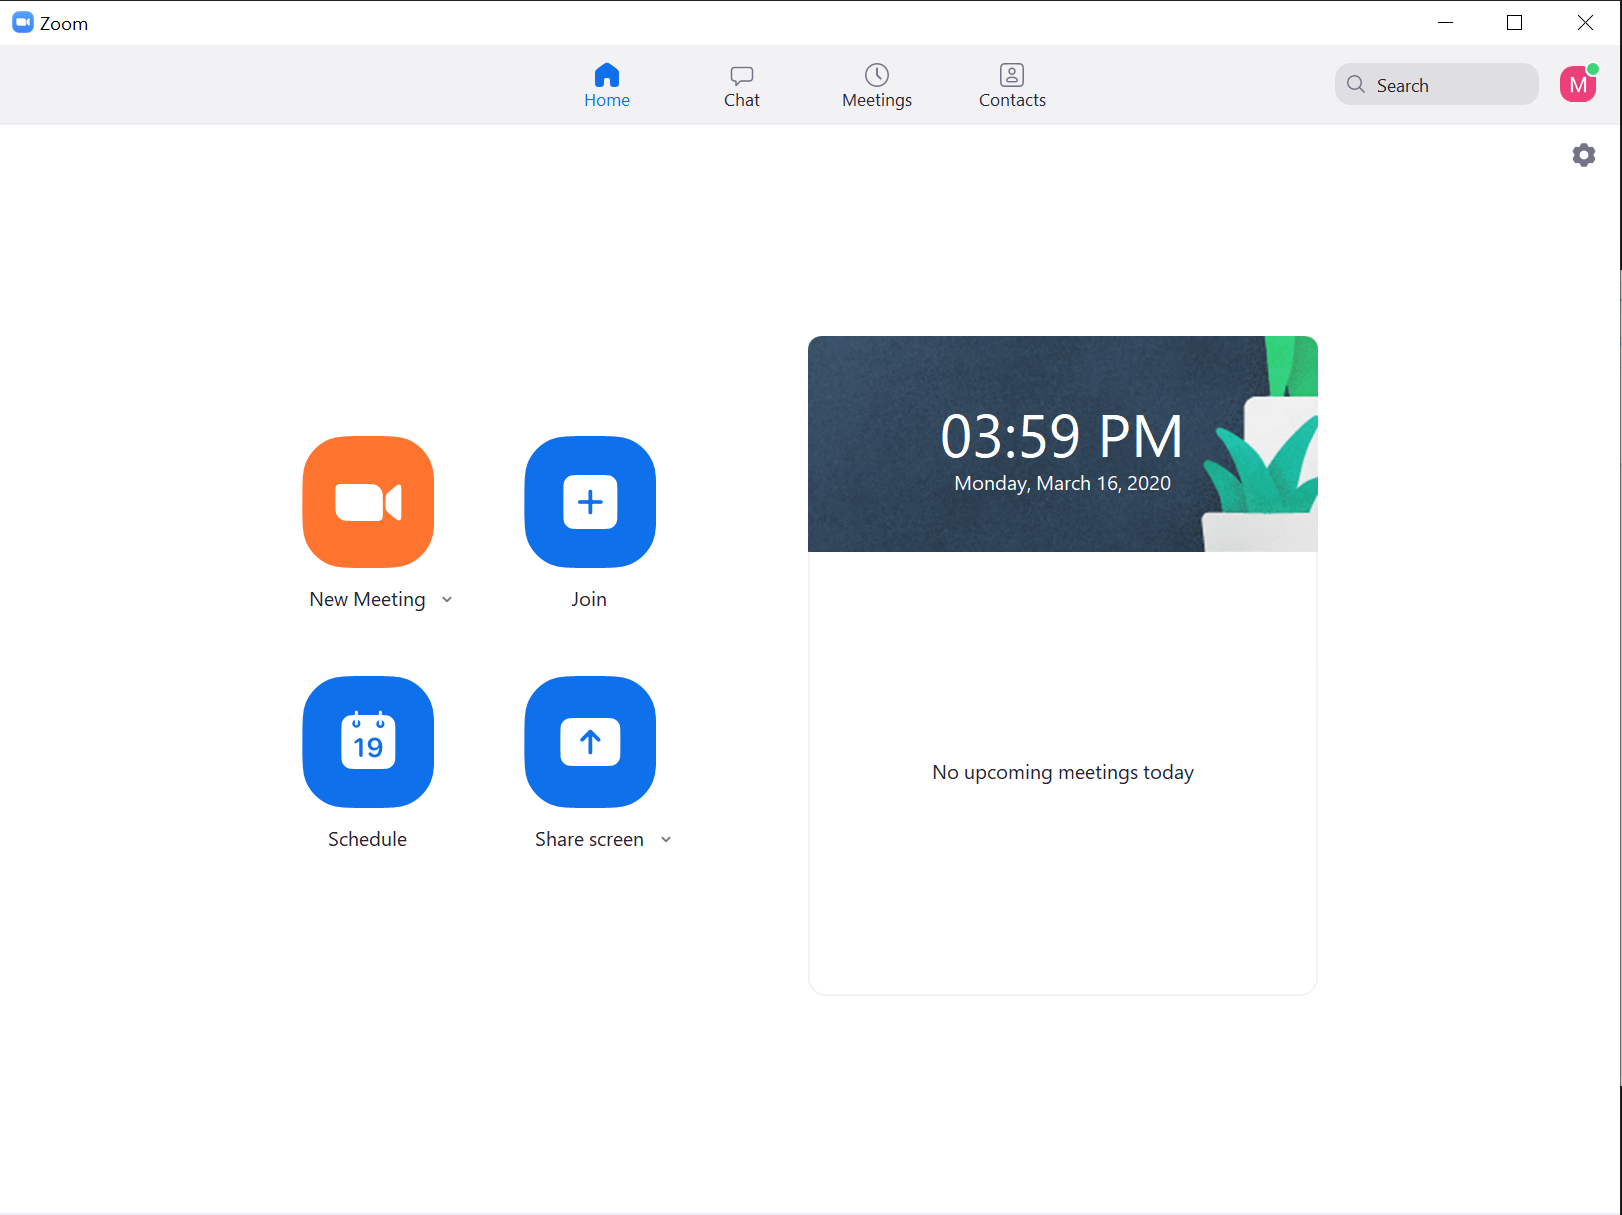 Zoom
Home
Chat
Meetings
Contacts
Search
M
03:59 PM
Monday, March 16, 2020
New Meeting
Join
19
Schedule
Share screen
No upcoming meetings today